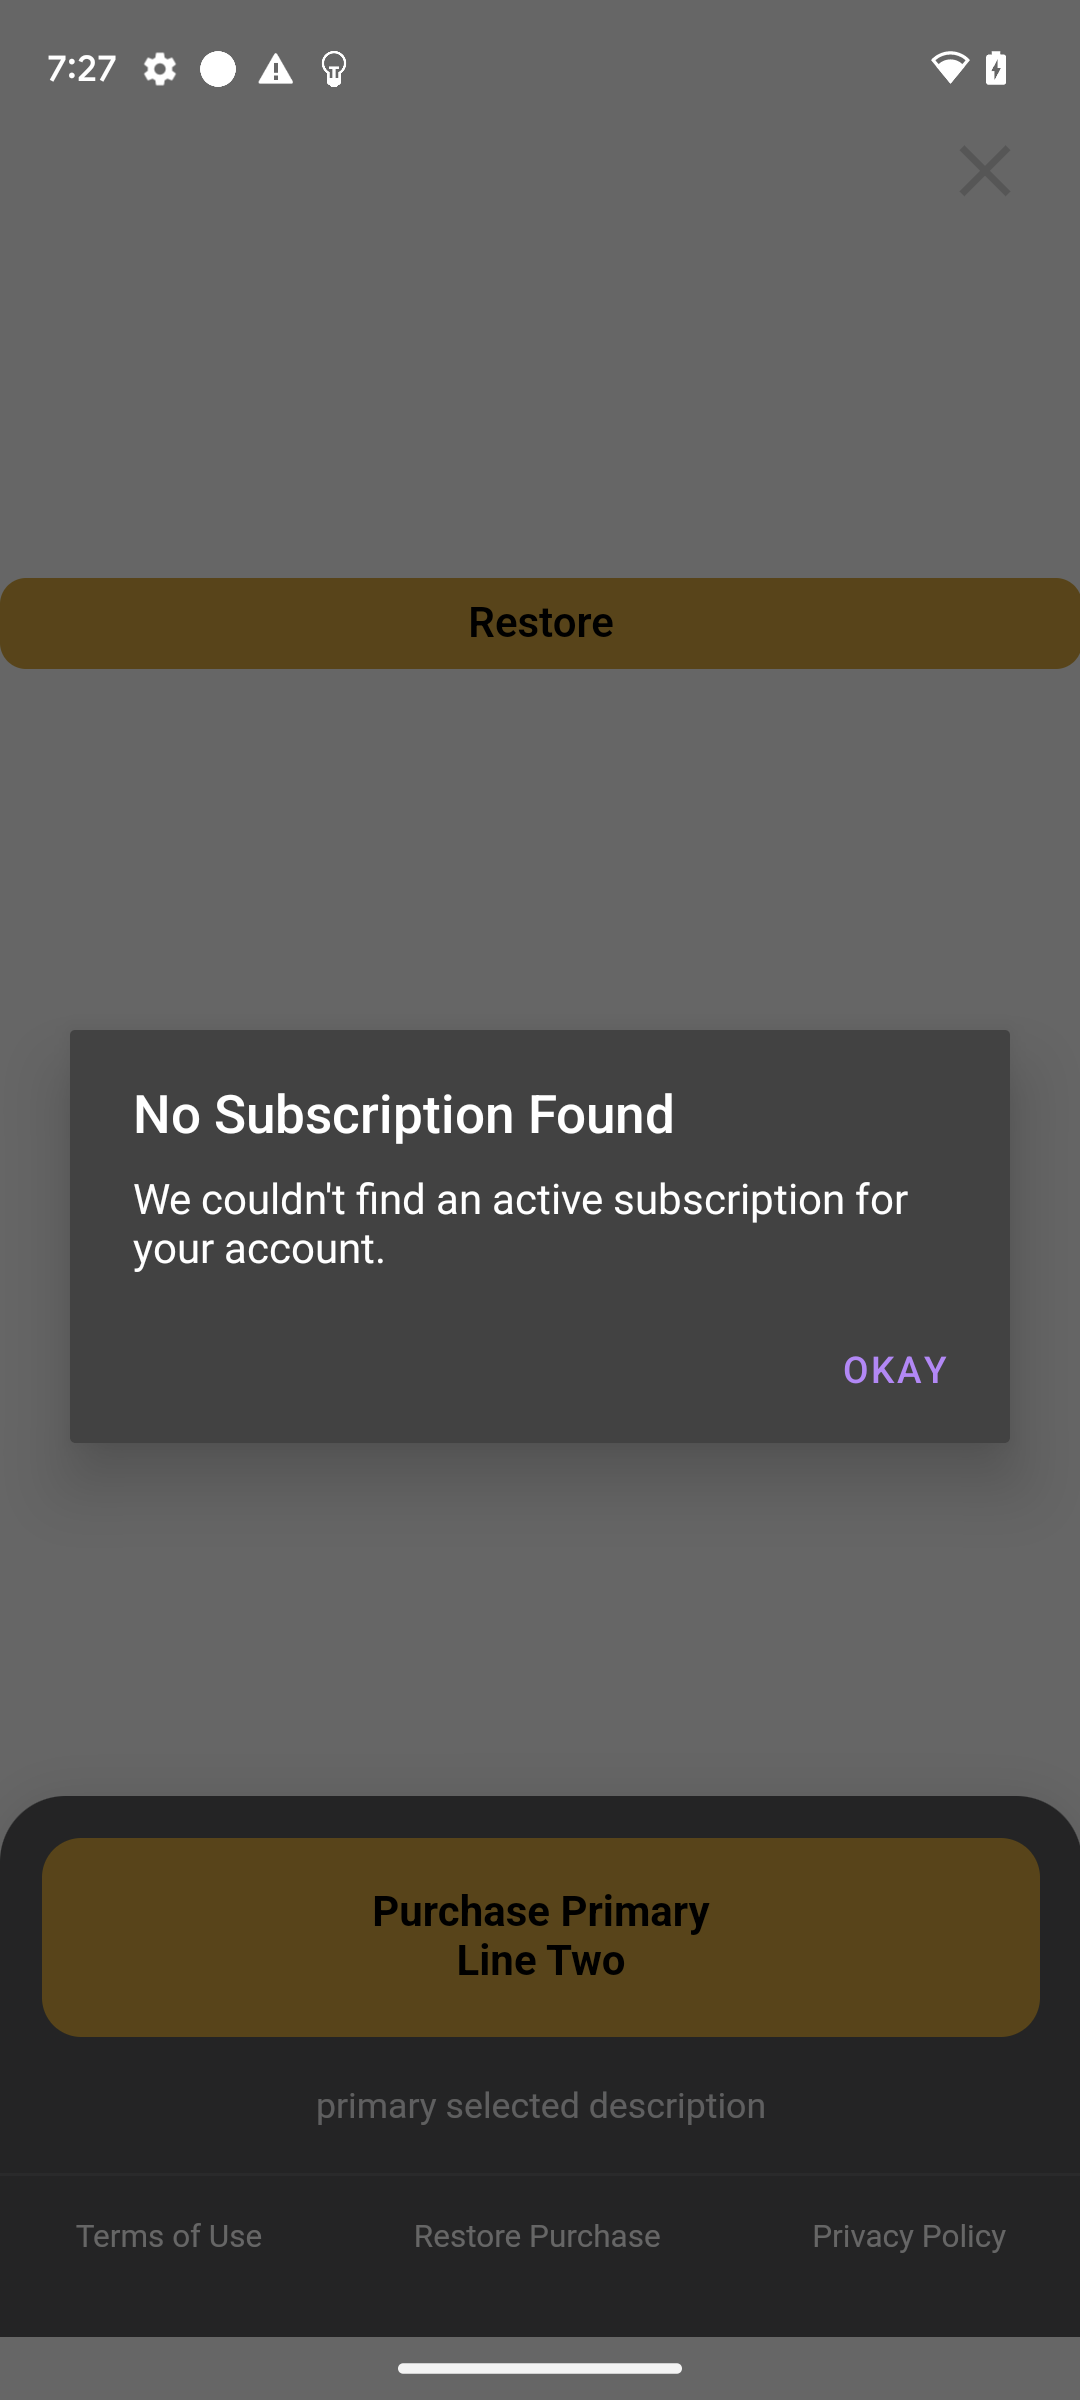 7:27
Restore
No Subscription Found
We couldn't find an active subscription for
your account.
OKAY
Purchase Primary
Line Two
primary selected description
Terms of Use
Restore Purchase
Privacy Policy